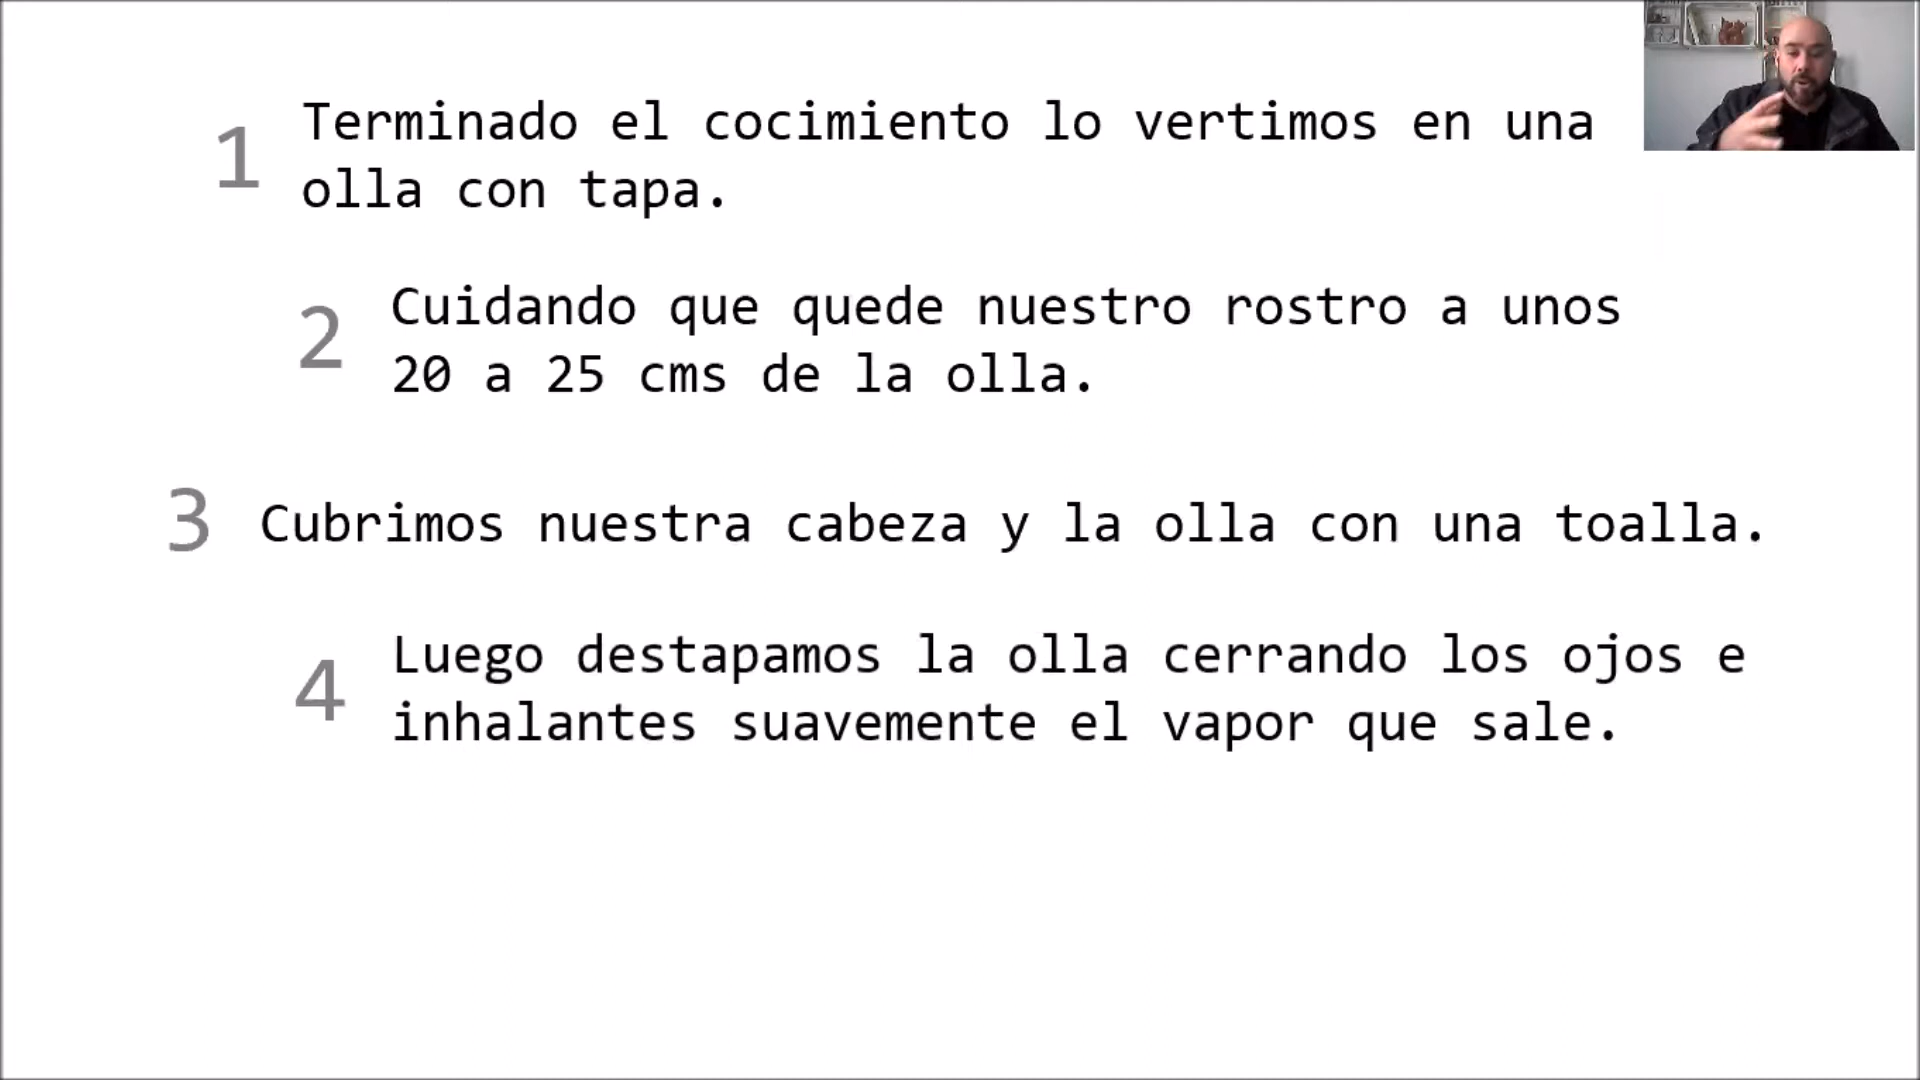 1 Terminado el cocimiento lo vertimos en una
olla con tapa.
2 Cuidando que quede nuestro rostro a unos
20 a 25 cms de la olla.
3 Cubrimos nuestra cabeza y la olla con una toalla.
4 Luego destapamos la olla cerrando los ojos e
inhalantes suavemente el vapor que sale.